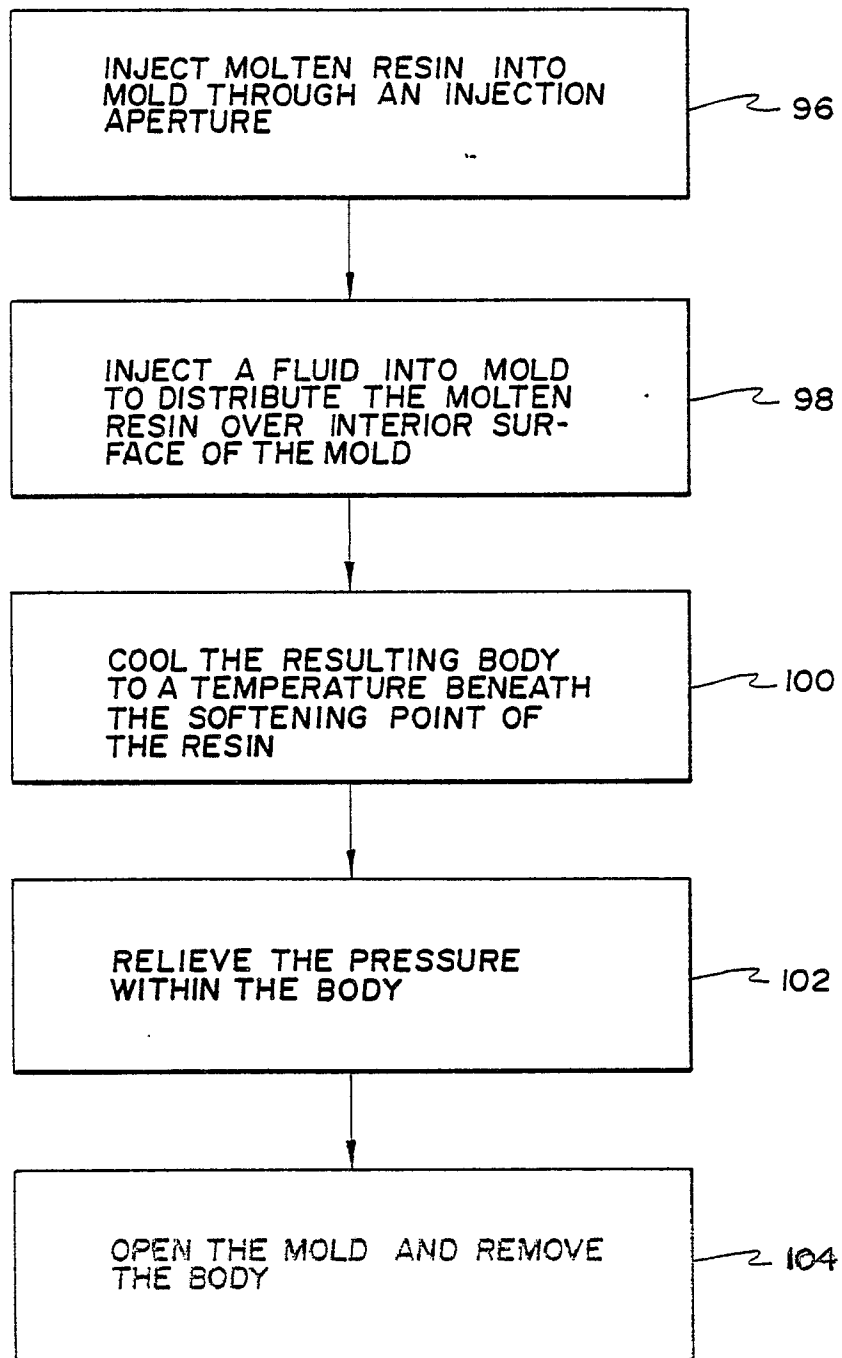 INJECT MOLTEN RESIN INTO
MOLD THROUGH AN INJECTION
APERTURE
96
INJECT A FLUID INTO MOLD
TO DISTRIBUTE THE MOLTEN
RESIN OVER INTERIOR SUR-
FACE OF THE MOLD
98
COOL THE RESULTING BODY
TO A TEMPERATURE BENEATH
THE SOFTENING POINT OF
THE RESIN
100
RELIEVE THE PRESSURE
WITHIN THE BODY
102
OPEN THE MOLD AND REMOVE
THE BODY
104